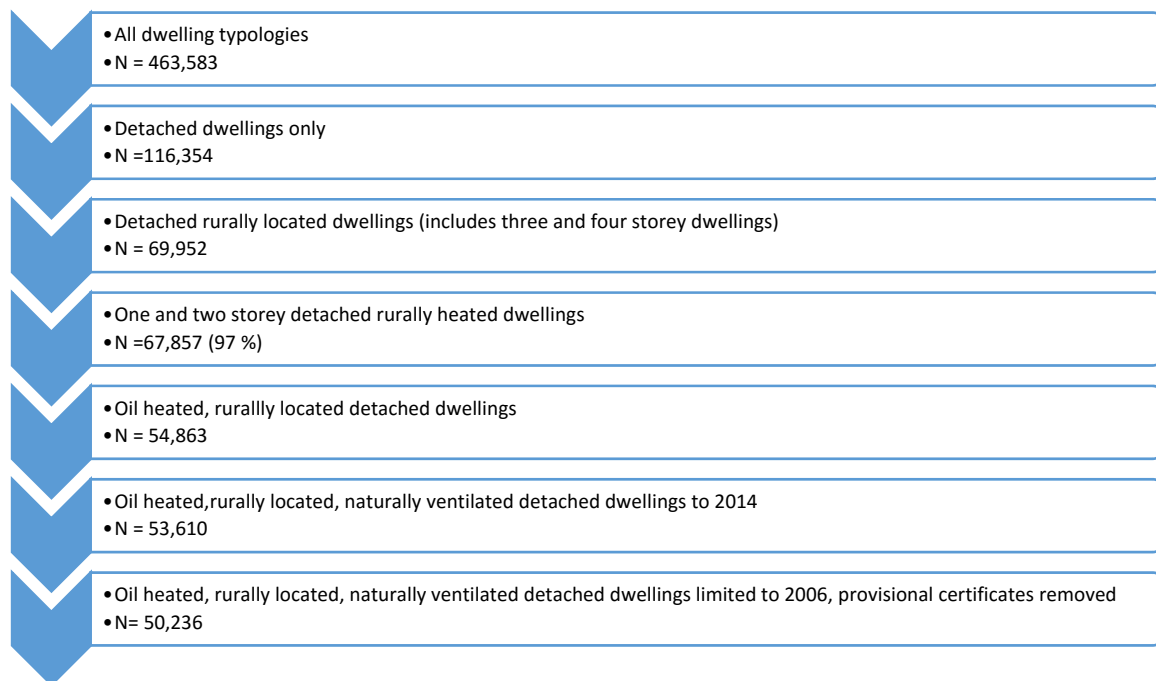 •All dwelling typologies
•N = 463,583
•Detached dwellings only
•N =116,354
•Detached rurally located dwellings (includes three and four storey dwellings)
•N = 69,952
•One and two storey detached rurally heated dwellings
•N =67,857 (97 %)
•Oil heated, rurallly located detached dwellings
•N = 54,863
•Oil heated,rurally located, naturally ventilated detached dwellings to 2014
•N = 53,610
•Oil heated, rurally located, naturally ventilated detached dwellings limited to 2006, provisional certificates removed
•N= 50,236